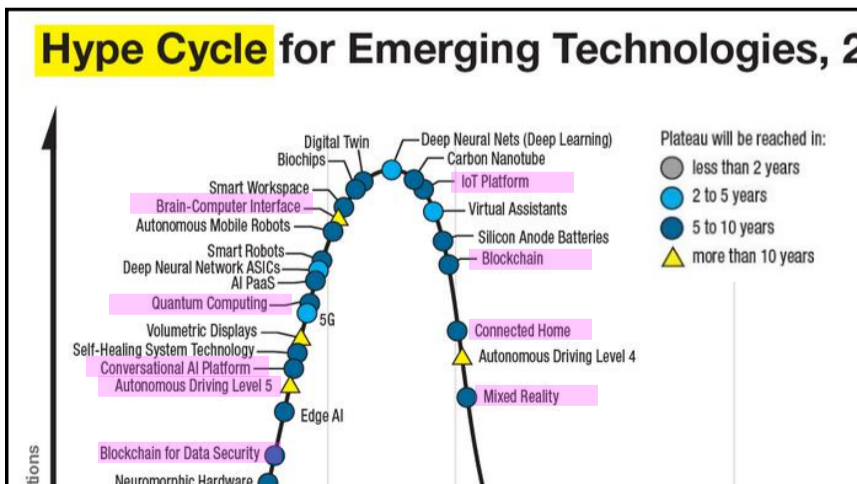 Hype Cycle for Emerging Technologies, 2
Digital Twin
Deep Neural Nets (Deep Learning)
Biochips
Carbon Nanotube
Smart Workspace
IoT Platform
Brain-Computer Interface
Virtual Assistants
Autonomous Mobile Robots
Silicon Anode Batteries
Smart Robots
Blockchain
Deep Neural Network ASICs
AI PaaS
Quantum Computing
5G
Volumetric Displays
Connected Home
Self-Healing System Technology
Autonomous Driving Level 4
Conversational AI Platform
Autonomous Driving Level 5
Mixed Reality
Edge AI
Blockchain for Data Security
Neuromorphic Hardware
Plateau will be reached in:
less than 2 years
2 to 5 years
5 to 10 years
more than 10 years
tions